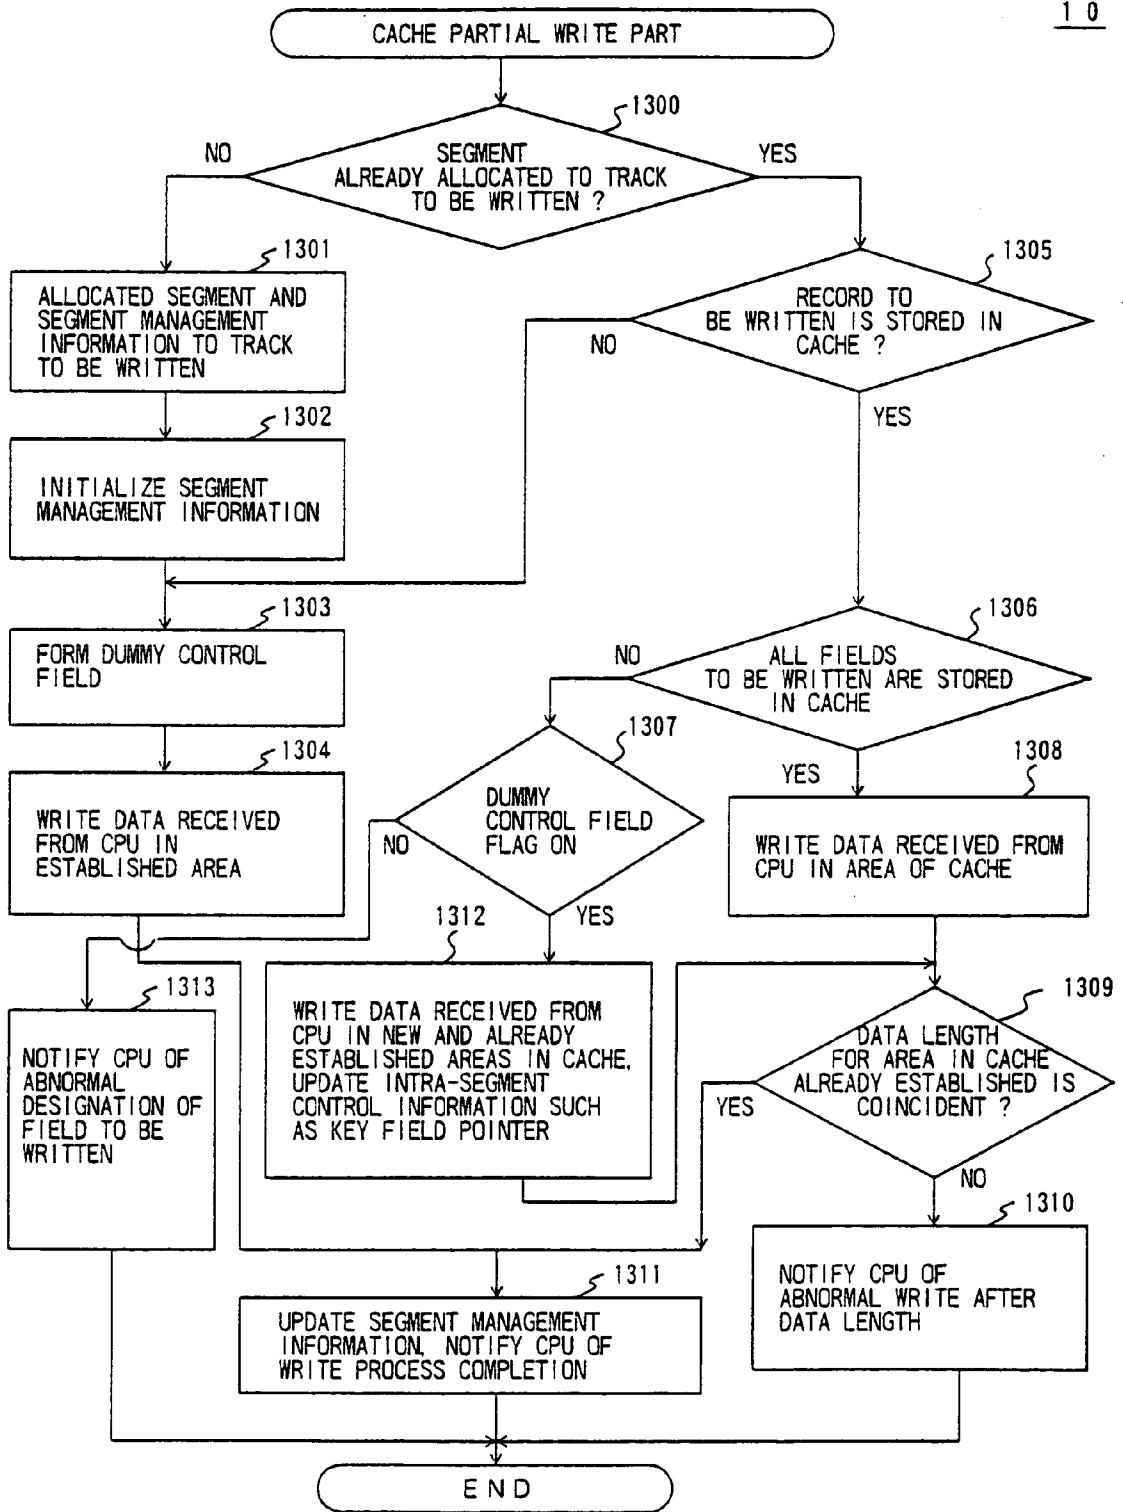 1 0
CACHE PARTIAL WRITE PART
1300
NO
YES
SEGMENT
ALREADY ALLOCATED TO TRACK
TO BE WRITTEN ?
1301
ALLOCATED SEGMENT AND
SEGMENT MANAGEMENT
INFORMATION TO TRACK
TO BE WRITTEN
1305
RECORD TO
BE WRITTEN IS STORED IN
CACHE ?
NO
YES
1302
INITIALIZE SEGMENT
MANAGEMENT INFORMATION
1303
FORM DUMMY CONTROL
FIELD
1306
NO
ALL FIELDS
TO BE WRITTEN ARE STORED
IN CACHE
YES
1304
WRITE DATA RECEIVED
FROM CPU IN
ESTABLISHED AREA
1307
DUMMY
CONTROL FIELD
FLAG ON
NO
YES
1308
WRITE DATA RECEIVED FROM
CPU IN AREA OF CACHE
1312
WRITE DATA RECEIVED FROM
CPU IN NEW AND ALREADY
ESTABLISHED AREAS IN CACHE,
UPDATE INTRA-SEGMENT
CONTROL INFORMATION SUCH
AS KEY FIELD POINTER
1313
NOTIFY CPU OF
ABNORMAL
DESIGNATION OF
FIELD TO BE
WRITTEN
1309
DATA LENGTH
FOR AREA IN CACHE
ALREADY ESTABLISHED IS
COINCIDENT ?
YES
NO
1310
NOTIFY CPU OF
ABNORMAL WRITE AFTER
DATA LENGTH
1311
UPDATE SEGMENT MANAGEMENT
INFORMATION, NOTIFY CPU OF
WRITE PROCESS COMPLETION
END